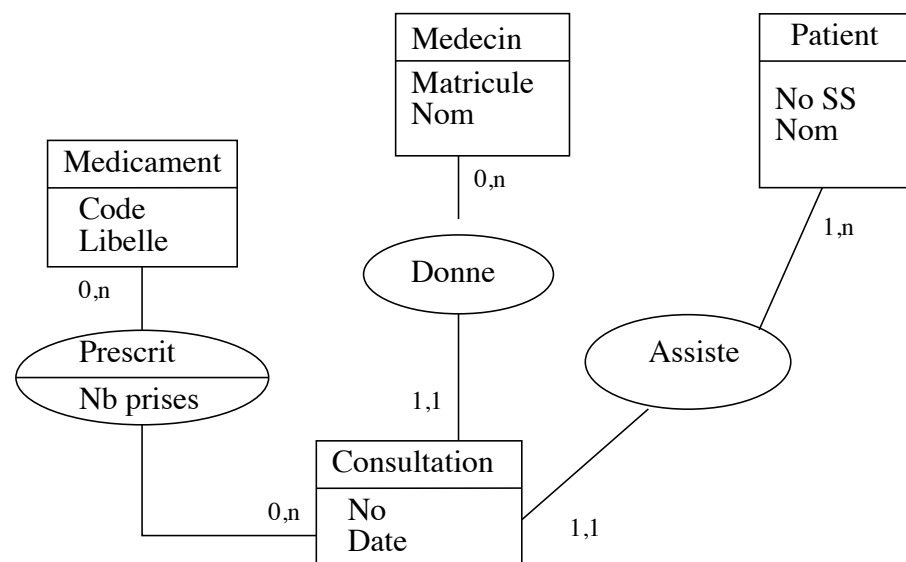 Medecin
Matricule
Nom
0,n
Patient
No SS
Nom
1,n
Medicament
Code
Libelle
0,n
Donne
1,1
Prescrit
Nb prises
0,n
Assiste
1,1
Consultation
No
Date